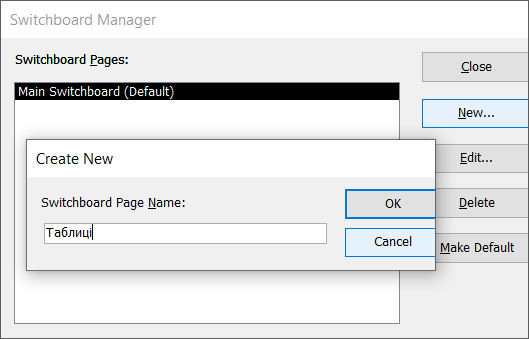 Switchboard Manager
Switchboard Pages:
Close
Main Switchboard (Default)
New...
Create New
Edit...
Switchboard Page Name:
OK
Delete
Таблиці
Cancel
Make Default